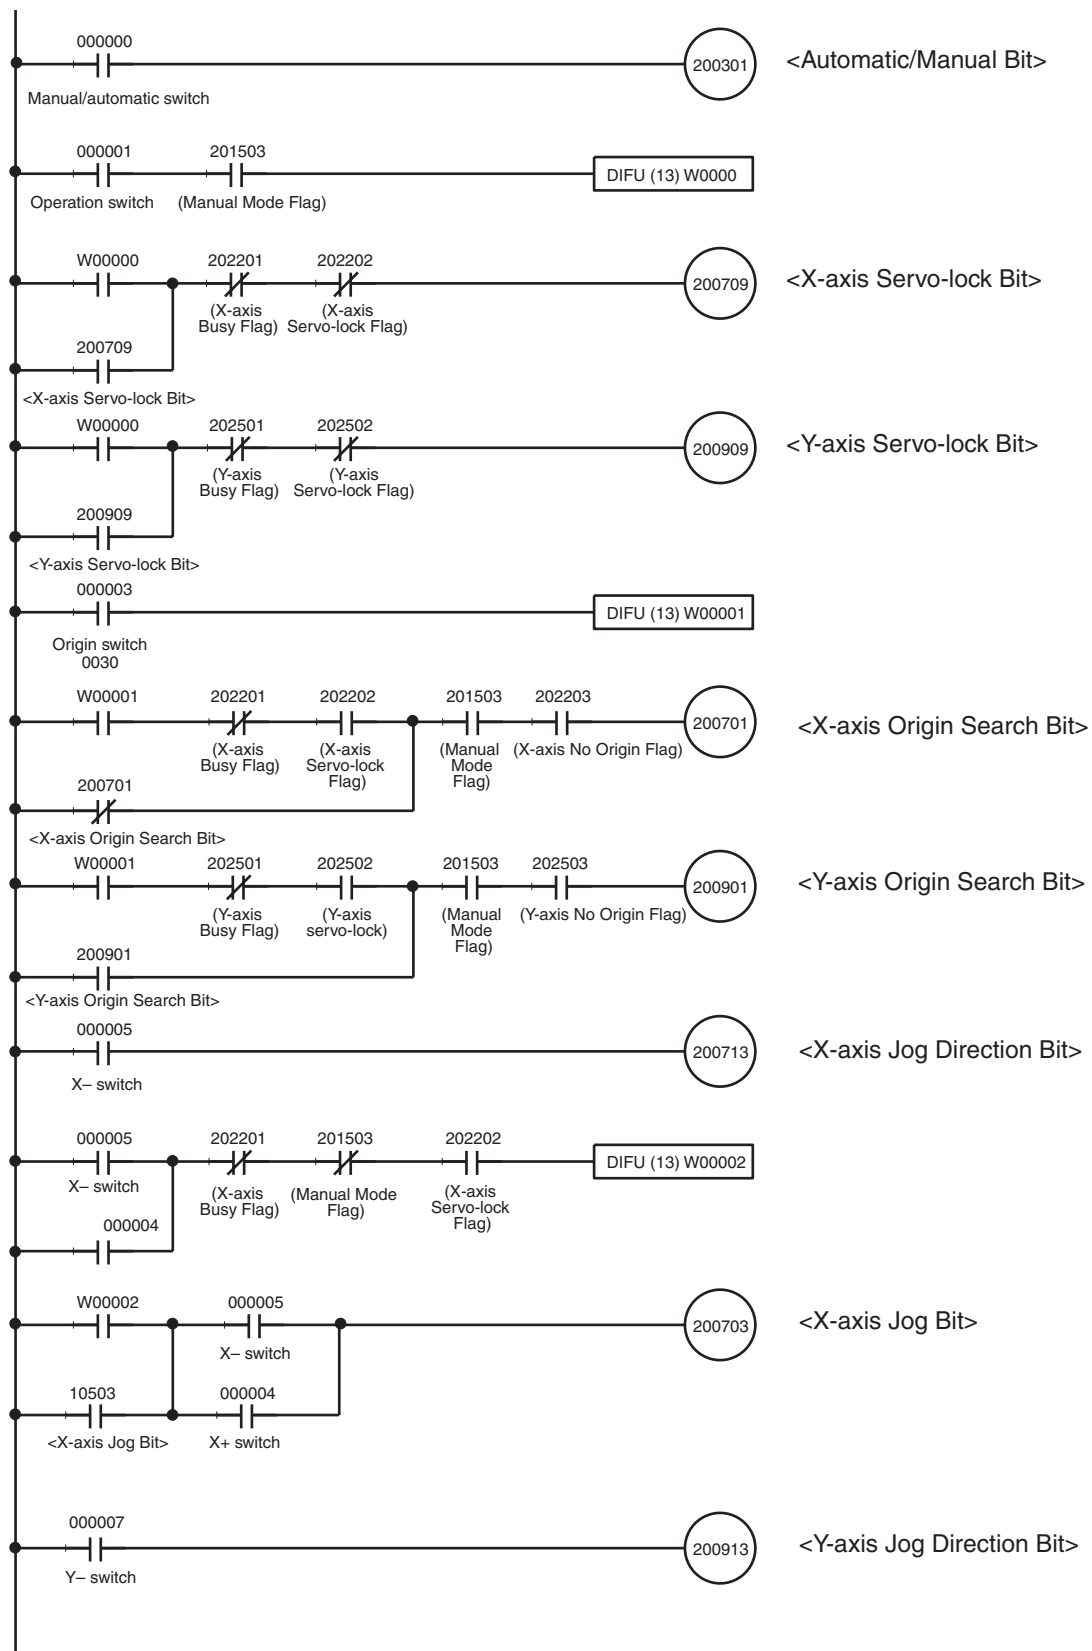 000000
200301
<Automatic/Manual Bit>
Manual/automatic switch
000001
201503
DIFU (13) W0000
Operation switch
(Manual Mode Flag)
W00000
202201
202202
200709
<X-axis Servo-lock Bit>
(X-axis
Busy Flag)
(X-axis
Servo-lock Flag)
200709
<X-axis Servo-lock Bit>
W00000
202501
202502
200909
<Y-axis Servo-lock Bit>
(Y-axis
Busy Flag)
(Y-axis
Servo-lock Flag)
200909
<Y-axis Servo-lock Bit>
000003
DIFU (13) W00001
Origin switch
0030
W00001
202201
202202
201503
202203
200701
<X-axis Origin Search Bit>
(X-axis
Busy Flag)
(X-axis
Servo-lock
Flag)
(Manual
Mode
Flag)
(X-axis No Origin Flag)
200701
<X-axis Origin Search Bit>
W00001
202501
202502
201503
202503
200901
<Y-axis Origin Search Bit>
(Y-axis
Busy Flag)
(Y-axis
servo-lock)
(Manual
Mode
Flag)
(Y-axis No Origin Flag)
200901
<Y-axis Origin Search Bit>
000005
200713
<X-axis Jog Direction Bit>
X– switch
000005
202201
201503
202202
DIFU (13) W00002
X– switch
(X-axis
Busy Flag)
(Manual Mode
Flag)
(X-axis
Servo-lock
Flag)
000004
W00002
000005
200703
<X-axis Jog Bit>
X– switch
10503
000004
<X-axis Jog Bit>
X+ switch
000007
200913
<Y-axis Jog Direction Bit>
Y– switch